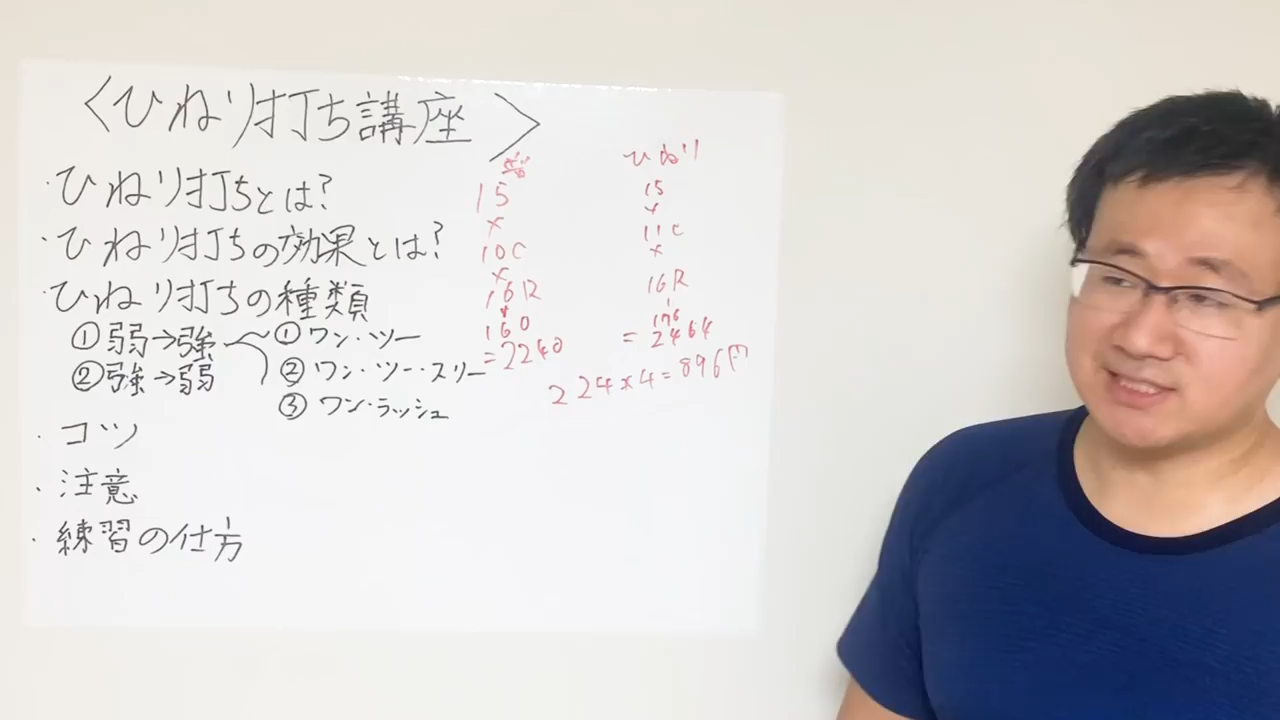 <ひねり打ち講座>
・ひねり打ちとは?
・ひねり打ちの効果とは?
・ひねり打ちの種類
①弱→強 ①ワン・ツー
②強→弱 ②ワン・ツー・スリー
③ワン・ラッシュ
・コツ
・注意
・練習の仕方
15
×
10C
×
16R
160
=2240
ひねり
15
×
11C
×
16R
176
=2464
224×4=896円